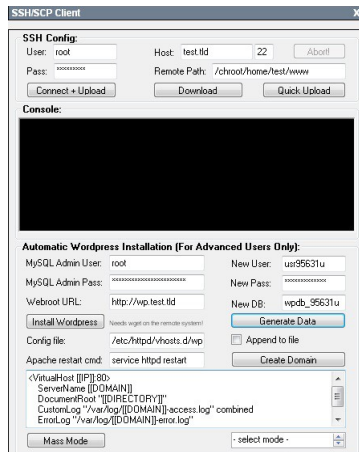 SSH/SCP Client X
SSH Config:
User: root Host: test.tld 22 Abort!
Pass: ********* Remote Path: /chroot/home/test/www
Connect + Upload Download Quick Upload
Console:
Automatic Wordpress Installation (For Advanced Users Only):
MySQL Admin User: root New User: usr95631u
MySQL Admin Pass: New Pass:
Webroot URL: http://wp.test.tld New DB: wpdb_95631u
Install Wordpress Needs wget on the remote system! Generate Data
Config file: /etc/httpd/vhosts.d/wp Append to file
Apache restart cmd: service httpd restart Create Domain
<VirtualHost [[IP]]:80>
ServerName [[DOMAIN]]
DocumentRoot "[[DIRECTORY]]"
CustomLog "/var/log/[[DOMAIN]]-access.log" combined
ErrorLog "/var/log/[[DOMAIN]]-error.log"
Mass Mode - select mode -